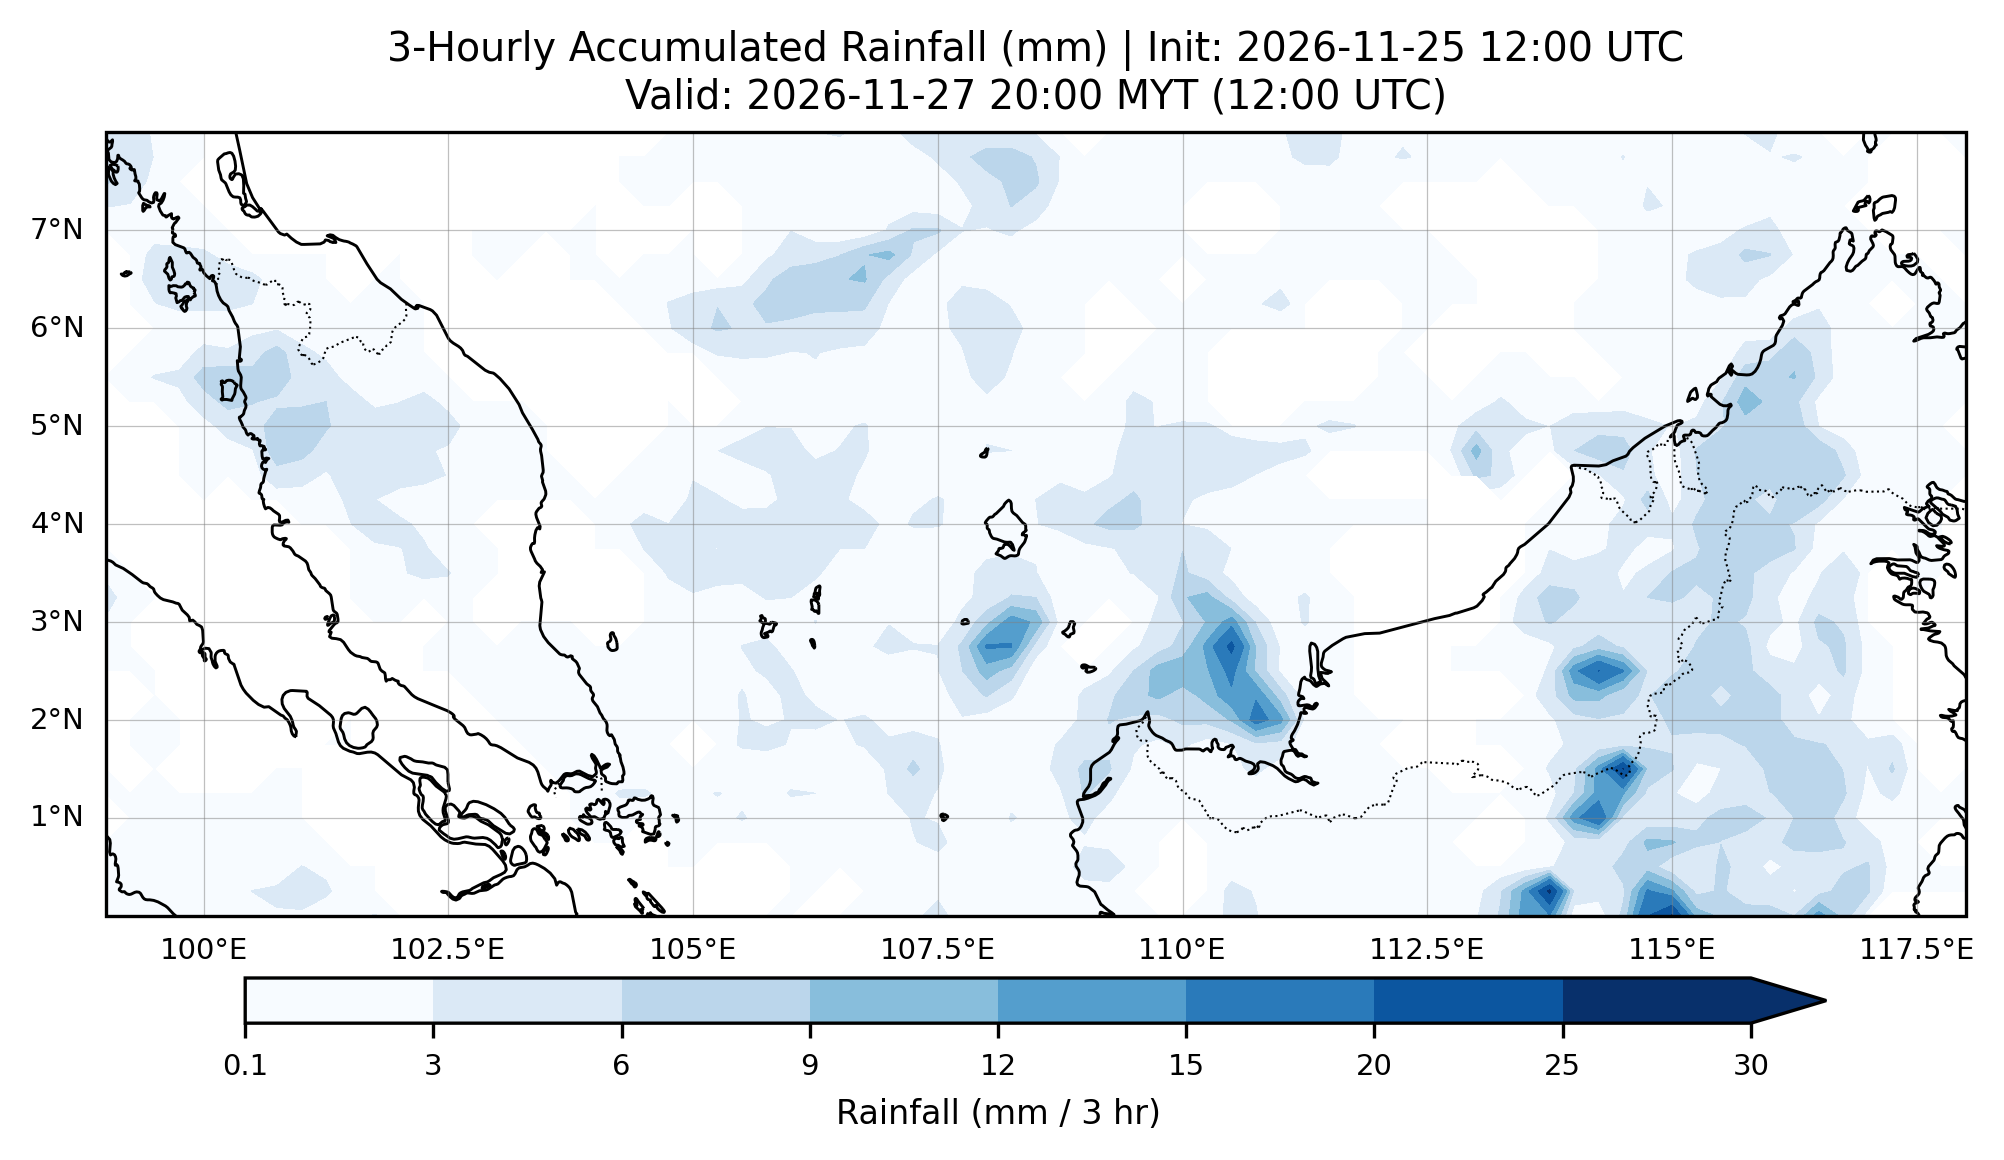 3-Hourly Accumulated Rainfall (mm) | Init: 2026-11-25 12:00 UTC
Valid: 2026-11-27 20:00 MYT (12:00 UTC)
7°N
6°N
5°N
4°N
3°N
2°N
1°N
100°E 102.5°E 105°E 107.5°E 110°E 112.5°E 115°E 117.5°E
0.1 3 6 9 12 15 20 25 30
Rainfall (mm / 3 hr)